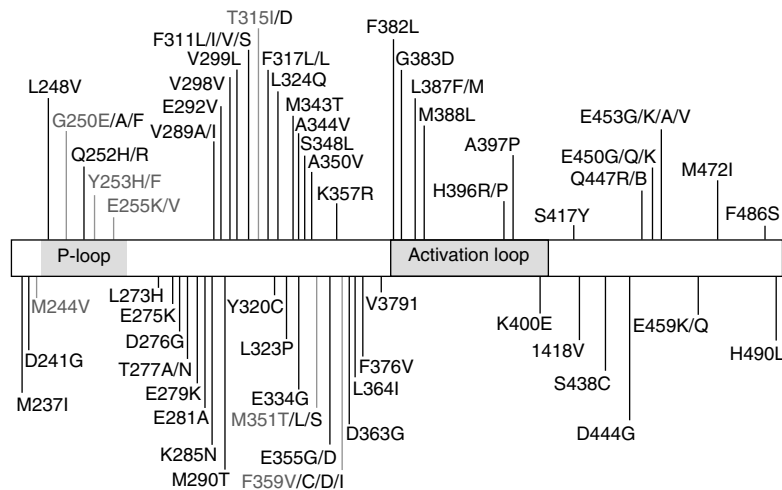 T315I/D
F382L
F311L/I/V/S
V299L
F317L/L
G383D
L248V
V298V
L324Q
L387F/M
G250E/A/F
E292V
M343T
M388L
E453G/K/A/V
V289A/I
A344V
Q252H/R
S348L
A397P
E450G/Q/K
Y253H/F
A350V
Q447R/B
M472I
E255K/V
K357R
H396R/P
S417Y
F486S
P-loop
Activation loop
M244V
L273H
Y320C
V3791
E275K
K400E
E459K/Q
D241G
D276G
L323P
1418V
H490L
T277A/N
F376V
M237I
E279K
E334G
L364I
S438C
E281A
M351T/L/S
D363G
D444G
K285N
E355G/D
M290T
F359V/C/D/I